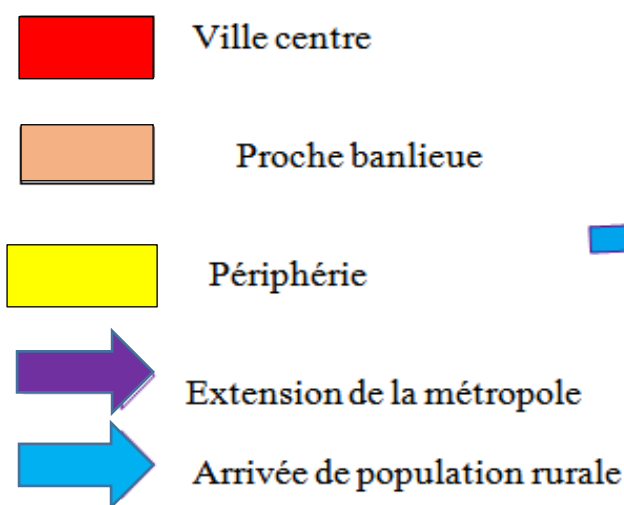 Ville centre
Proche banlieue
Périphérie
Extension de la métropole
Arrivée de population rurale